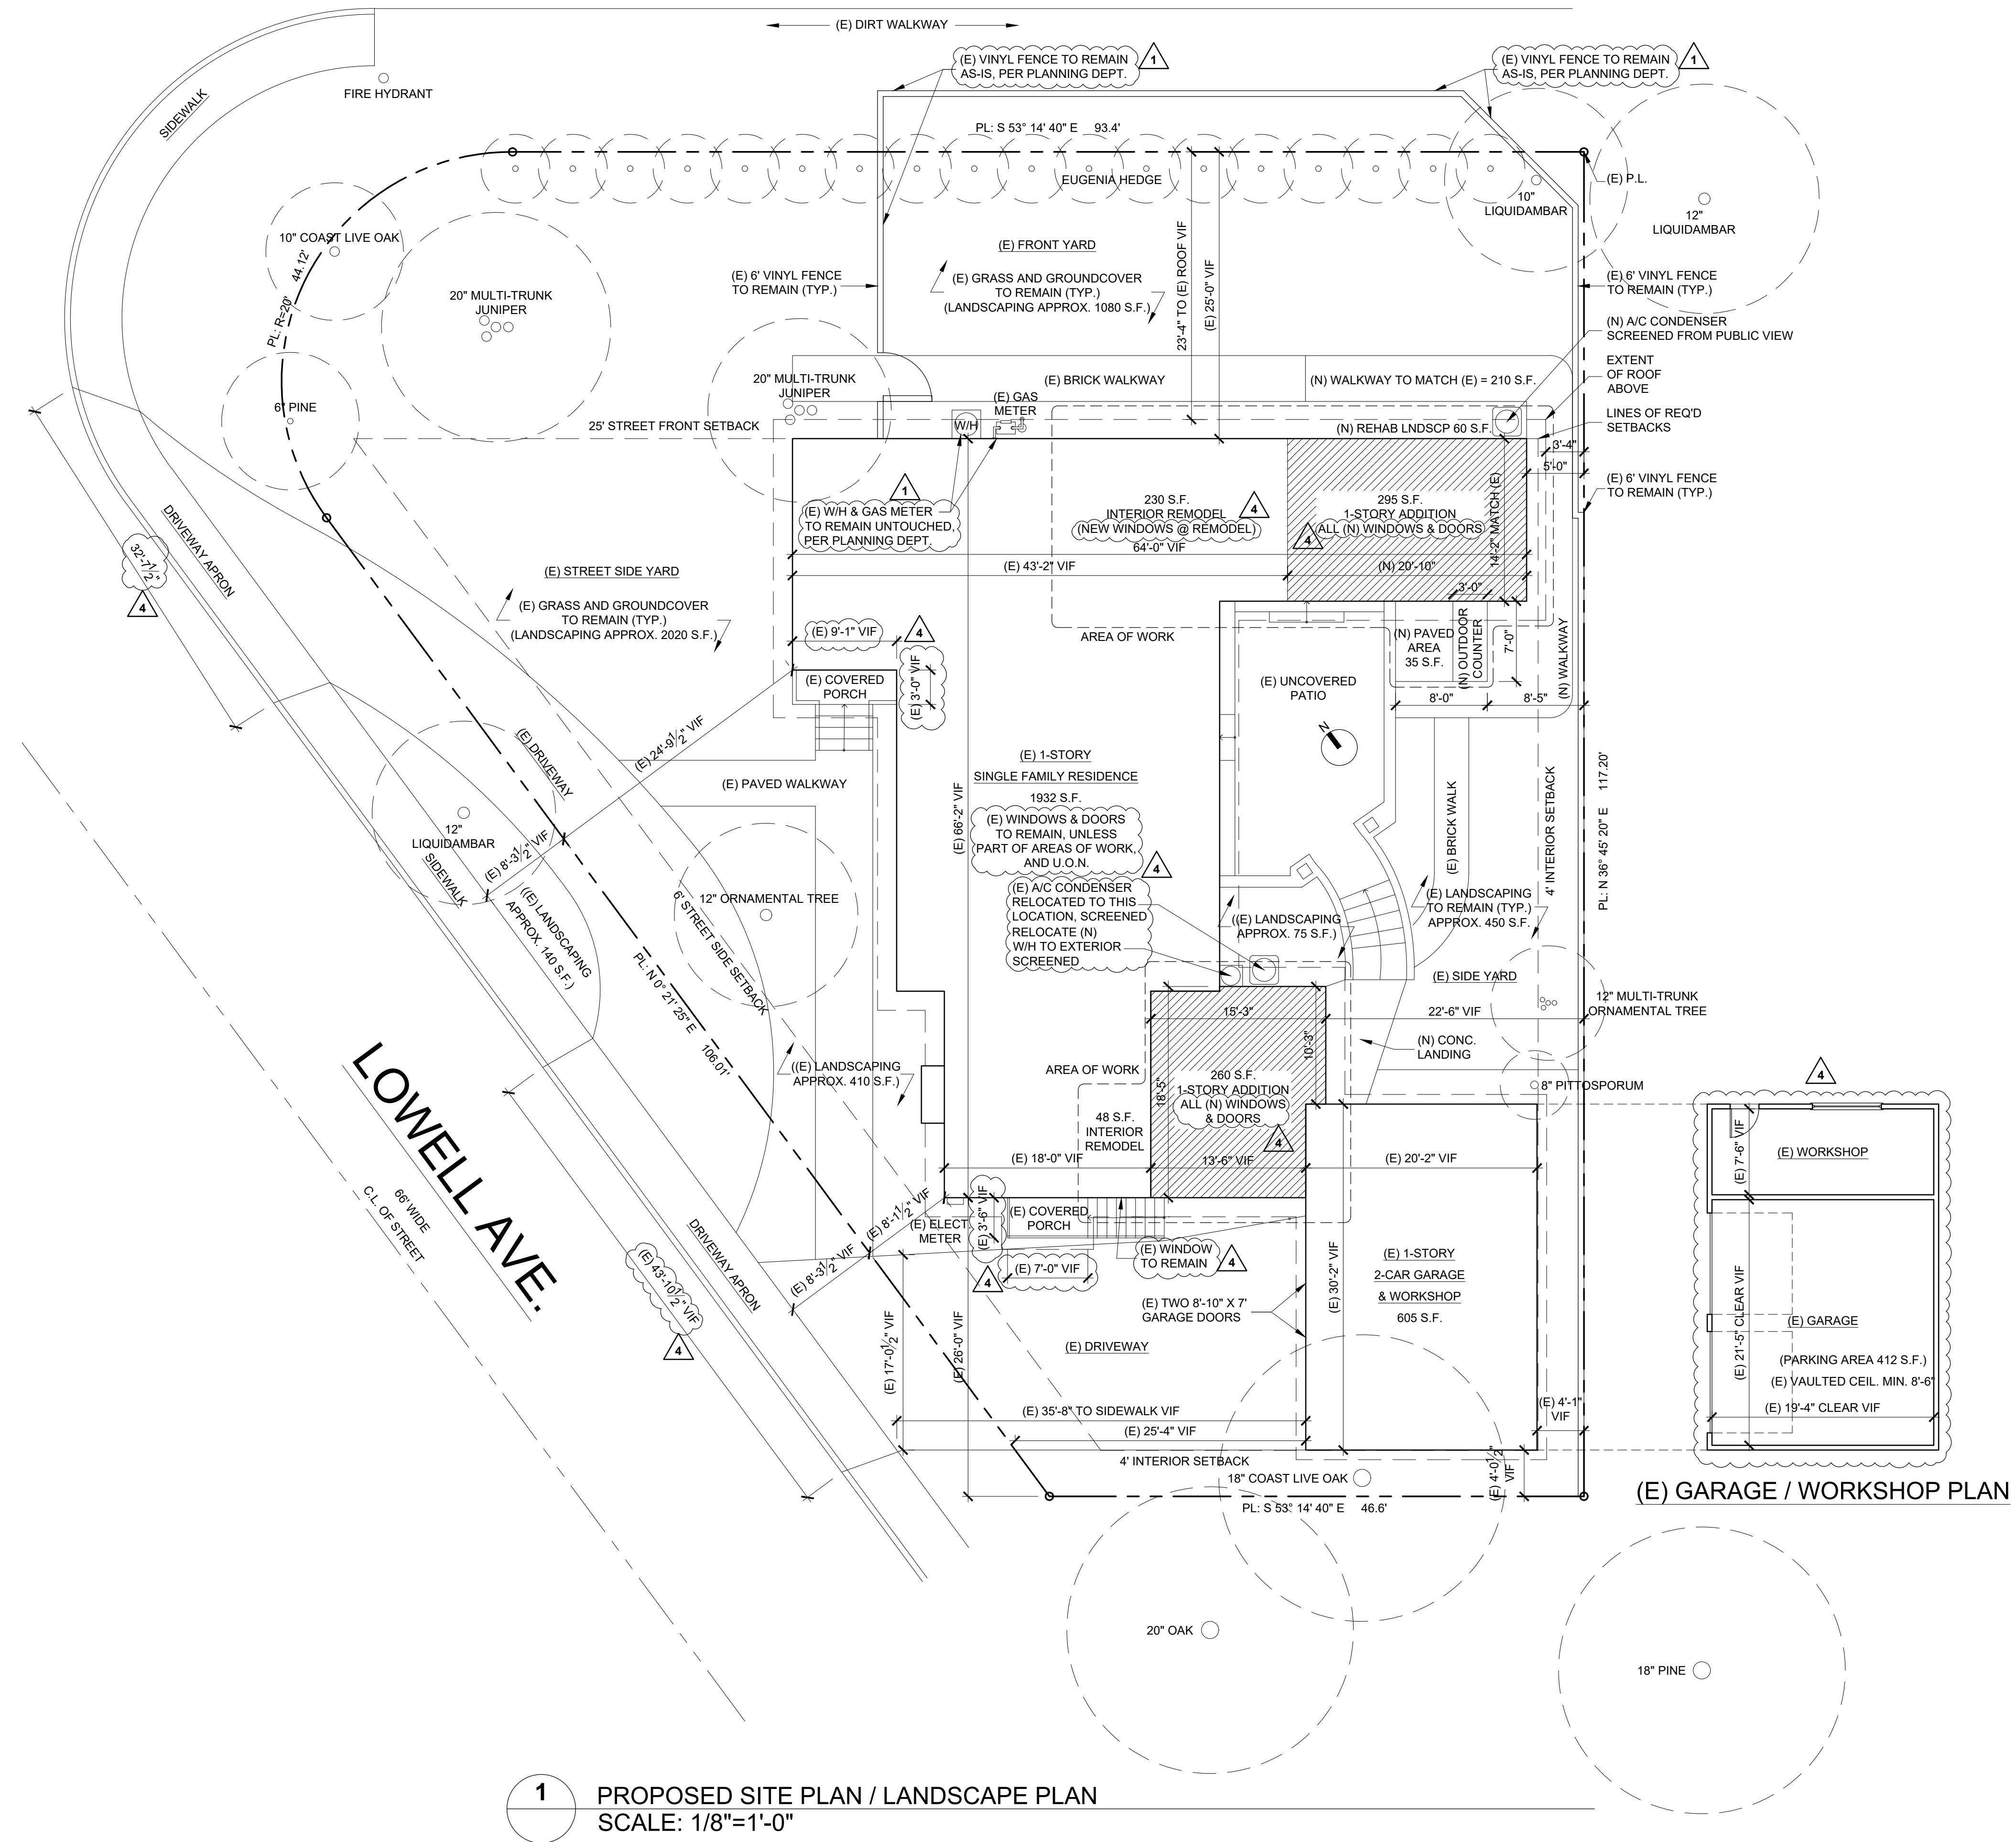 (E) DIRT WALKWAY
(E) VINYL FENCE TO REMAIN
AS-IS, PER PLANNING DEPT.
1
(E) VINYL FENCE TO REMAIN
AS-IS, PER PLANNING DEPT.
1
SIDEWALK
FIRE HYDRANT
PL: S 53° 14' 40" E 93.4'
EUGENIA HEDGE
(E) P.L.
10"
LIQUIDAMBAR
12"
LIQUIDAMBAR
10" COAST LIVE OAK
PL: R=20' 44.12'
20" MULTI-TRUNK
JUNIPER
(E) FRONT YARD
(E) 6' VINYL FENCE
TO REMAIN (TYP.)
(E) GRASS AND GROUNDCOVER
TO REMAIN (TYP.)
(LANDSCAPING APPROX. 1080 S.F.)
23'-4" TO (E) ROOF VIF
(E) 25'-0" VIF
(E) 6' VINYL FENCE
TO REMAIN (TYP.)
(N) A/C CONDENSER
SCREENED FROM PUBLIC VIEW
EXTENT
OF ROOF
ABOVE
LINES OF REQ'D
SETBACKS
6" PINE
20" MULTI-TRUNK
JUNIPER
(E) BRICK WALKWAY
(N) WALKWAY TO MATCH (E) = 210 S.F.
(E) GAS
METER
W/H
25' STREET FRONT SETBACK
(N) REHAB LNDSCP 60 S.F.
3'-4"
5'-0"
(E) 6' VINYL FENCE
TO REMAIN (TYP.)
1
(E) W/H & GAS METER
TO REMAIN UNTOUCHED,
PER PLANNING DEPT.
230 S.F.
INTERIOR REMODEL
(NEW WINDOWS @ REMODEL)
4
295 S.F.
1-STORY ADDITION
ALL (N) WINDOWS & DOORS
4
14'-2" MATCH (E)
64'-0" VIF
(E) 43'-2" VIF
(N) 20'-10"
DRIVEWAY APRON
32'-7 1/2"
4
(E) STREET SIDE YARD
(E) GRASS AND GROUNDCOVER
TO REMAIN (TYP.)
(LANDSCAPING APPROX. 2020 S.F.)
(E) 9'-1" VIF
4
(E) 3'-0" VIF
(E) COVERED
PORCH
AREA OF WORK
3'-0"
(N) PAVED
AREA
35 S.F.
(N) OUTDOOR
COUNTER
7'-0"
(N) WALKWAY
8'-0"
8'-5"
(E) UNCOVERED
PATIO
N
(E) 24'-9 1/2" VIF
(E) DRIVEWAY
(E) PAVED WALKWAY
(E) 66'-2" VIF
(E) 1-STORY
SINGLE FAMILY RESIDENCE
1932 S.F.
(E) WINDOWS & DOORS
TO REMAIN, UNLESS
PART OF AREAS OF WORK,
AND U.O.N.
4
(E) A/C CONDENSER
RELOCATED TO THIS
LOCATION, SCREENED
RELOCATE (N)
W/H TO EXTERIOR
SCREENED
(E) BRICK WALK
4' INTERIOR SETBACK
PL: N 36° 45' 20" E 117.20'
12"
LIQUIDAMBAR
SIDEWALK
(E) 8'-3 1/2" VIF
((E) LANDSCAPING
APPROX. 140 S.F.)
12" ORNAMENTAL TREE
6' STREET SIDE SETBACK
PL: N 0° 21' 25" E 106.01'
((E) LANDSCAPING
APPROX. 75 S.F.)
(E) LANDSCAPING
TO REMAIN (TYP.)
APPROX. 450 S.F.
(E) SIDE YARD
12" MULTI-TRUNK
ORNAMENTAL TREE
15'-3"
22'-6" VIF
10'-3"
(N) CONC.
LANDING
8" PITTOSPORUM
LOWELL AVE.
66' WIDE
C.L. OF STREET
((E) LANDSCAPING
APPROX. 410 S.F.)
AREA OF WORK
48 S.F.
INTERIOR
REMODEL
18'-5"
260 S.F.
1-STORY ADDITION
ALL (N) WINDOWS
& DOORS
4
(E) 18'-0" VIF
13'-6" VIF
(E) 20'-2" VIF
4
(E) 7'-6" VIF
(E) WORKSHOP
(E) 8'-1 1/2" VIF
(E) ELECT.
METER
(E) 3'-6" VIF
(E) COVERED
PORCH
4
(E) 7'-0" VIF
(E) WINDOW
TO REMAIN
4
DRIVEWAY APRON
(E) 8'-3 1/2" VIF
(E) 43'-10 1/2" VIF
4
(E) 17'-0 1/2" VIF
(E) 26'-0" VIF
(E) TWO 8'-10" X 7'
GARAGE DOORS
(E) DRIVEWAY
(E) 30'-2" VIF
(E) 1-STORY
2-CAR GARAGE
& WORKSHOP
605 S.F.
(E) 21'-5" CLEAR VIF
(E) GARAGE
(PARKING AREA 412 S.F.)
(E) VAULTED CEIL. MIN. 8'-6"
(E) 19'-4" CLEAR VIF
(E) 35'-8" TO SIDEWALK VIF
(E) 25'-4" VIF
(E) 4'-1"
VIF
4' INTERIOR SETBACK
18" COAST LIVE OAK
(E) 4'-0 1/2"
VIF
PL: S 53° 14' 40" E 46.6'
(E) GARAGE / WORKSHOP PLAN
20" OAK
18" PINE
1
PROPOSED SITE PLAN / LANDSCAPE PLAN
SCALE: 1/8"=1'-0"